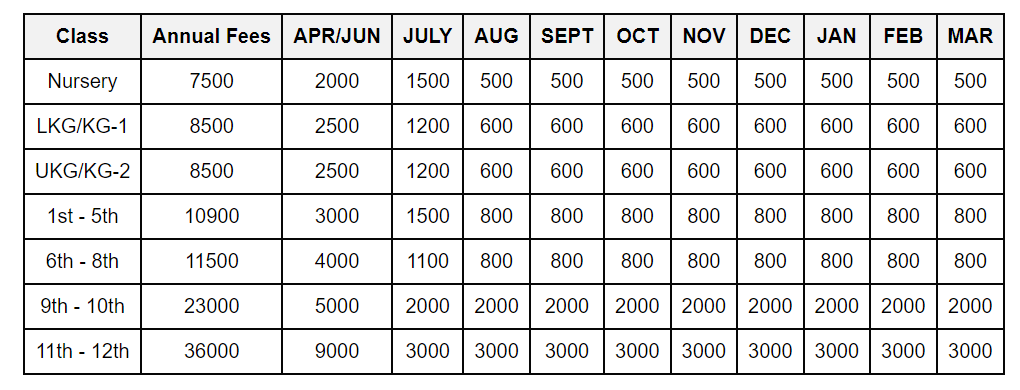 Class Annual Fees APR/JUN JULY AUG SEPT OCT NOV DEC JAN FEB MAR
Nursery 7500 2000 1500 500 500 500 500 500 500 500 500
LKG/KG-1 8500 2500 1200 600 600 600 600 600 600 600 600
UKG/KG-2 8500 2500 1200 600 600 600 600 600 600 600 600
1st - 5th 10900 3000 1500 800 800 800 800 800 800 800 800
6th - 8th 11500 4000 1100 800 800 800 800 800 800 800 800
9th - 10th 23000 5000 2000 2000 2000 2000 2000 2000 2000 2000 2000
11th - 12th 36000 9000 3000 3000 3000 3000 3000 3000 3000 3000 3000